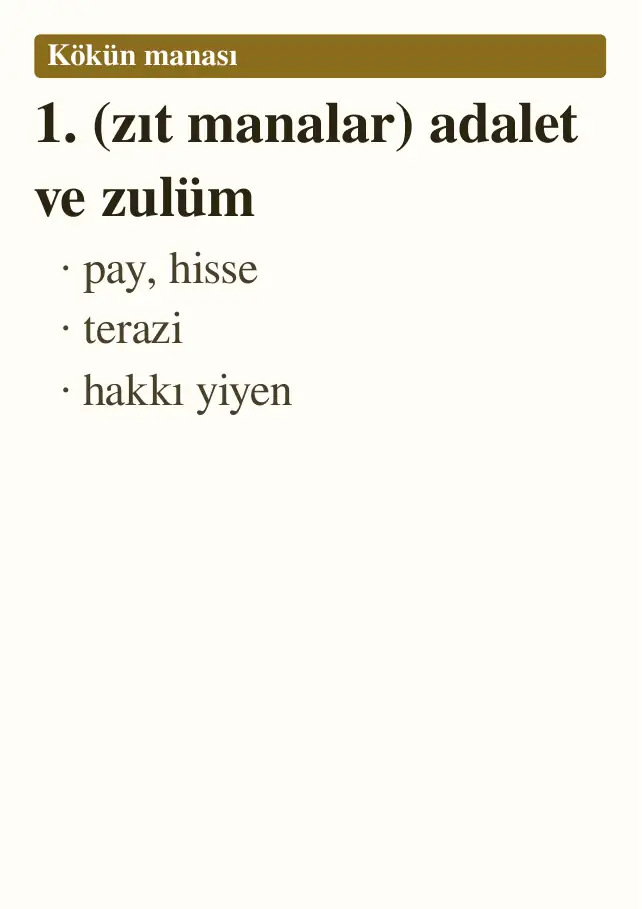 Kökün manası
1. (zıt manalar) adalet
ve zulüm
· pay, hisse
· terazi
· hakkı yiyen